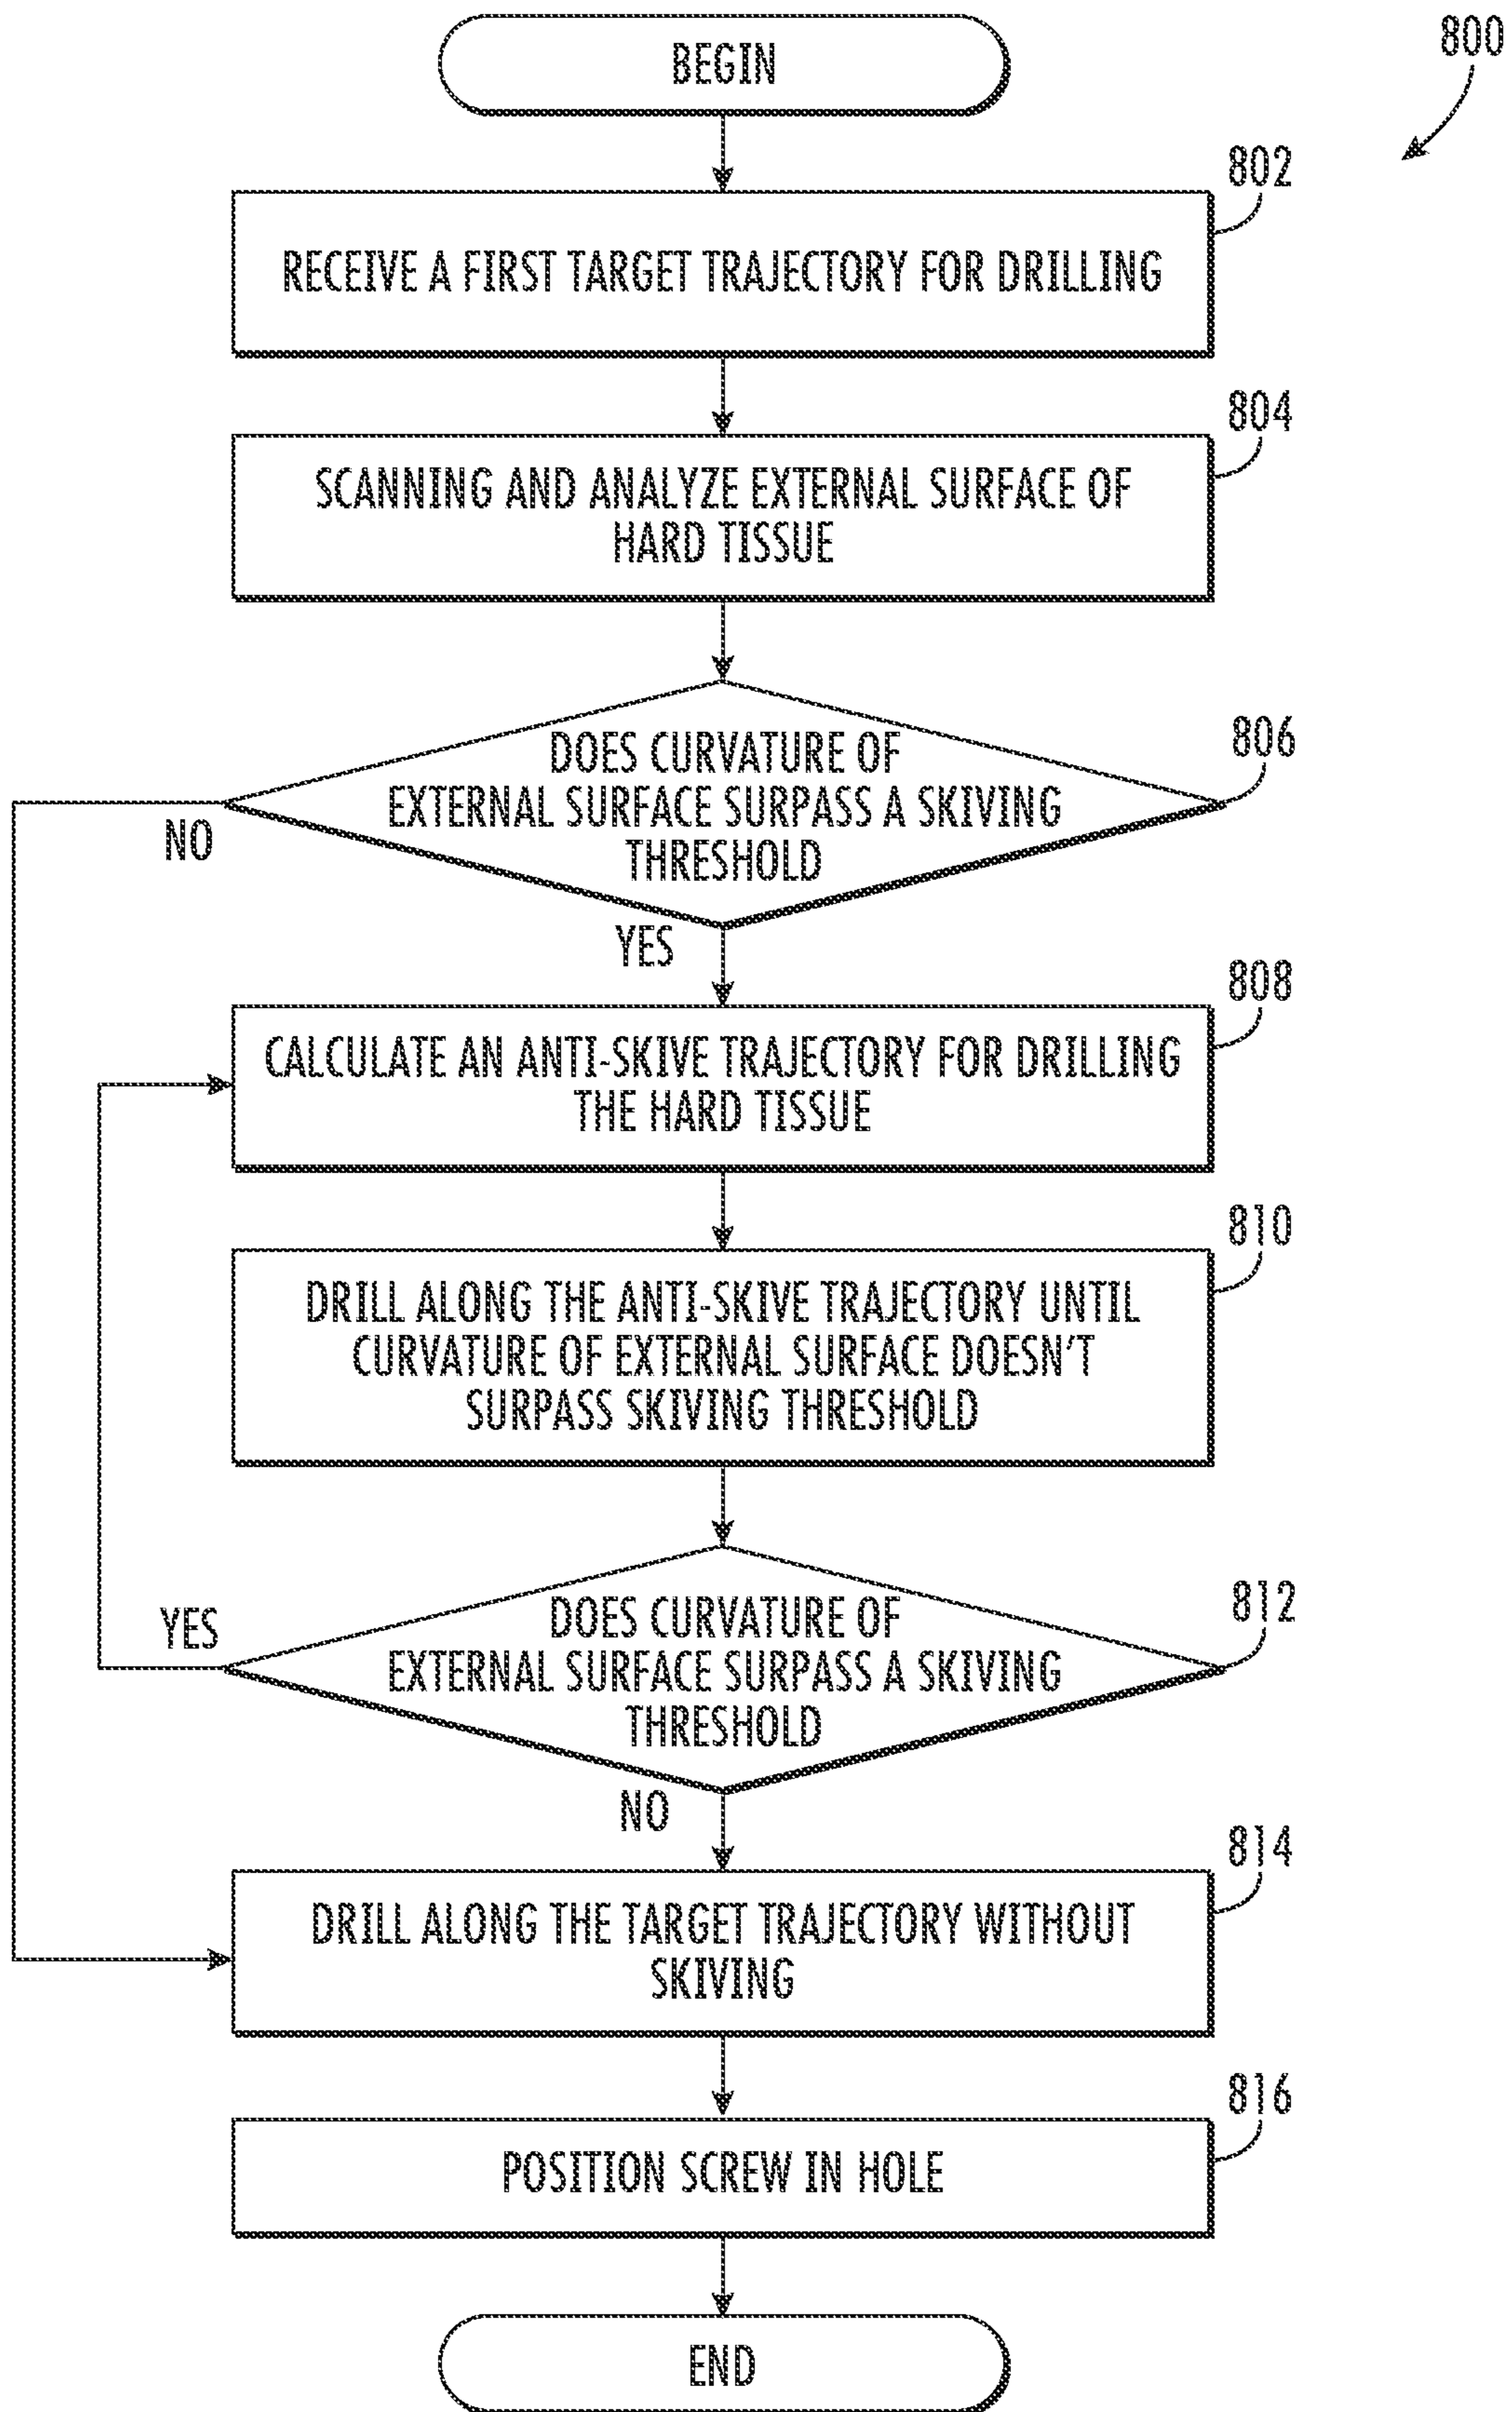 BEGIN
800
802
RECEIVE A FIRST TARGET TRAJECTORY FOR DRILLING
804
SCANNING AND ANALYZE EXTERNAL SURFACE OF
HARD TISSUE
806
DOES CURVATURE OF
EXTERNAL SURFACE SURPASS A SKIVING
THRESHOLD
NO
YES
808
CALCULATE AN ANTI-SKIVE TRAJECTORY FOR DRILLING
THE HARD TISSUE
810
DRILL ALONG THE ANTI-SKIVE TRAJECTORY UNTIL
CURVATURE OF EXTERNAL SURFACE DOESN'T
SURPASS SKIVING THRESHOLD
812
DOES CURVATURE OF
EXTERNAL SURFACE SURPASS A SKIVING
THRESHOLD
YES
NO
814
DRILL ALONG THE TARGET TRAJECTORY WITHOUT
SKIVING
816
POSITION SCREW IN HOLE
END